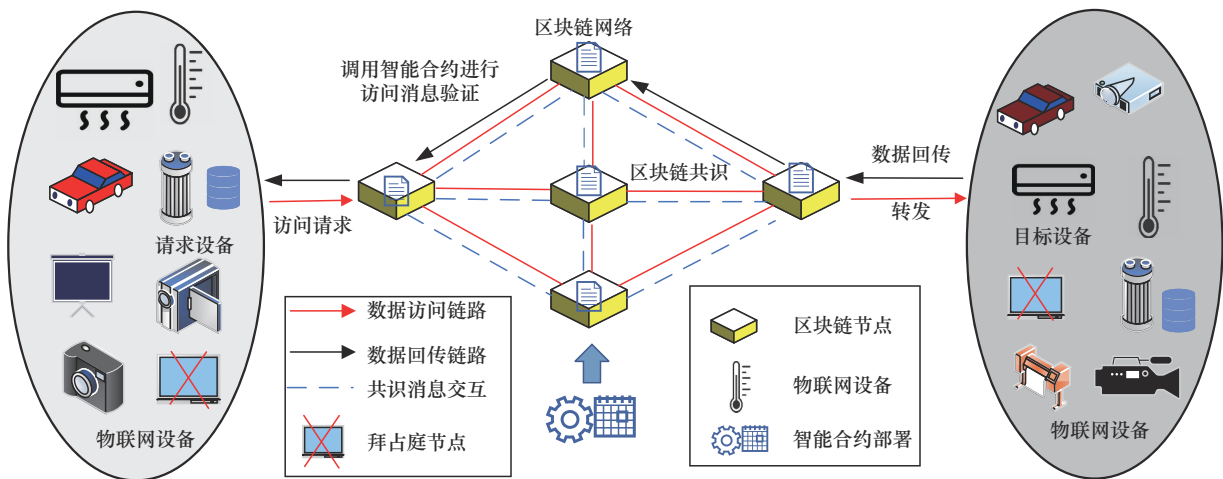 区块链网络
调用智能合约进行
访问消息验证
区块链共识
数据回传
访问请求
转发
请求设备
目标设备
数据访问链路
数据回传链路
共识消息交互
拜占庭节点
区块链节点
物联网设备
智能合约部署
物联网设备
物联网设备